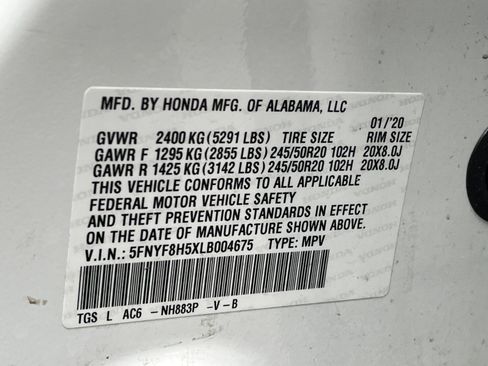 MFD. BY HONDA MFG. OF ALABAMA, LLC
01/'20
GVWR 2400 KG (5291 LBS) TIRE SIZE RIM SIZE
GAWR F 1295 KG (2855 LBS) 245/50R20 102H 20X8.0J
GAWR R 1425 KG (3142 LBS) 245/50R20 102H 20X8.0J
THIS VEHICLE CONFORMS TO ALL APPLICABLE
FEDERAL MOTOR VEHICLE SAFETY
AND THEFT PREVENTION STANDARDS IN EFFECT
ON THE DATE OF MANUFACTURE SHOWN ABOVE.
V.I.N.: 5FNYF8H5XLB004675 TYPE: MPV
TGS L AC6 -NH883P -V-B